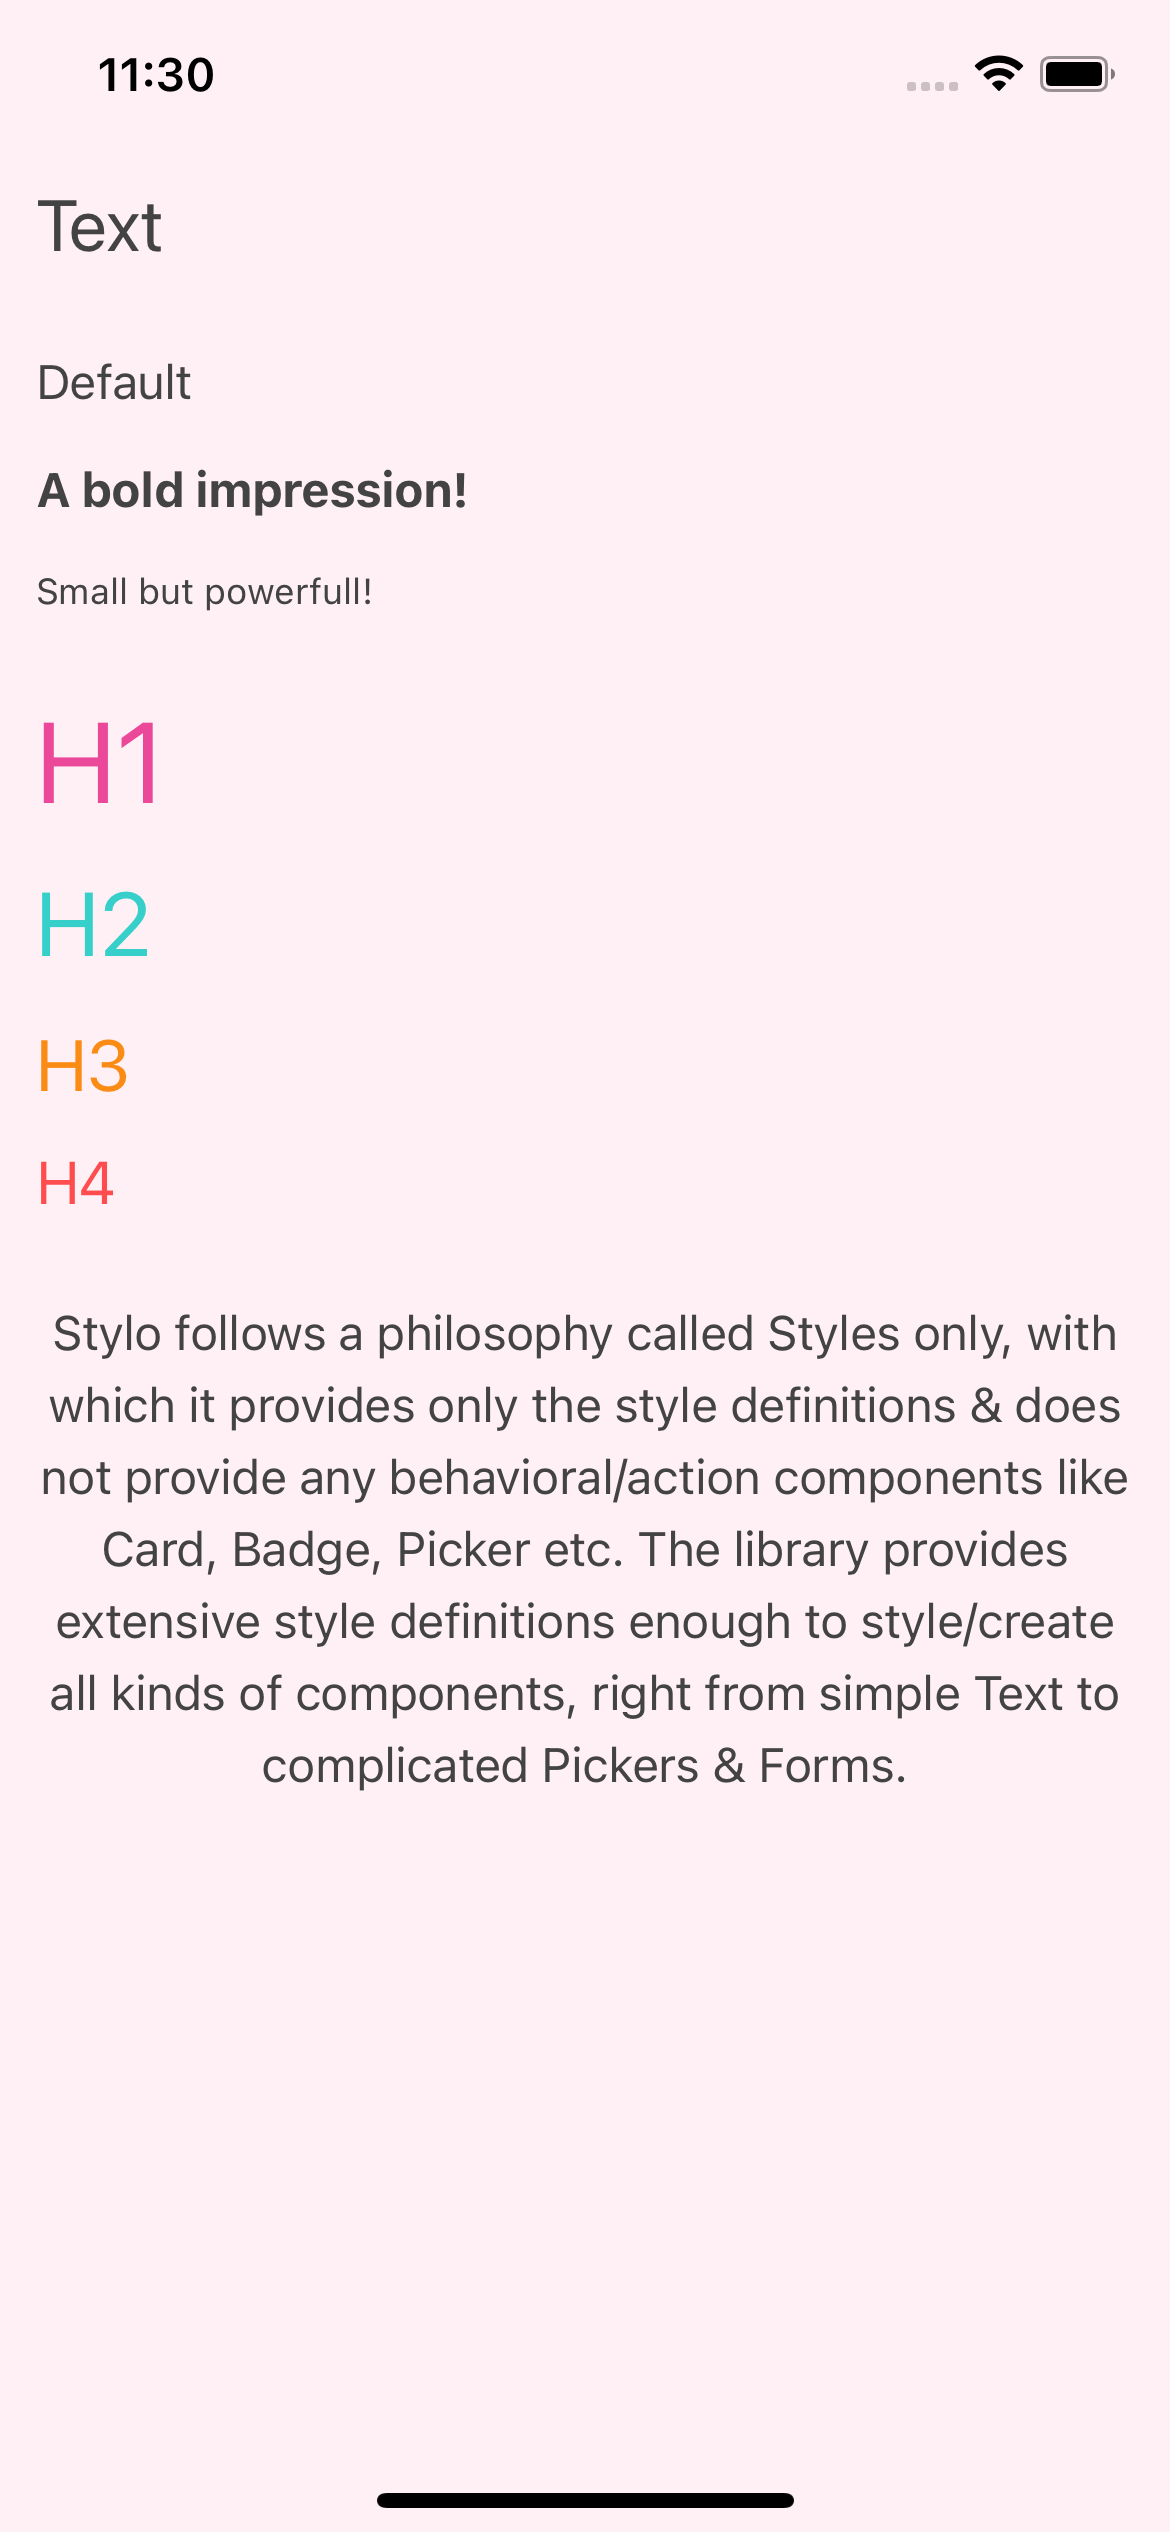 11:30
Text
Default
A bold impression!
Small but powerfull!
H1
H2
H3
H4
Stylo follows a philosophy called Styles only, with
which it provides only the style definitions & does
not provide any behavioral/action components like
Card, Badge, Picker etc. The library provides
extensive style definitions enough to style/create
all kinds of components, right from simple Text to
complicated Pickers & Forms.